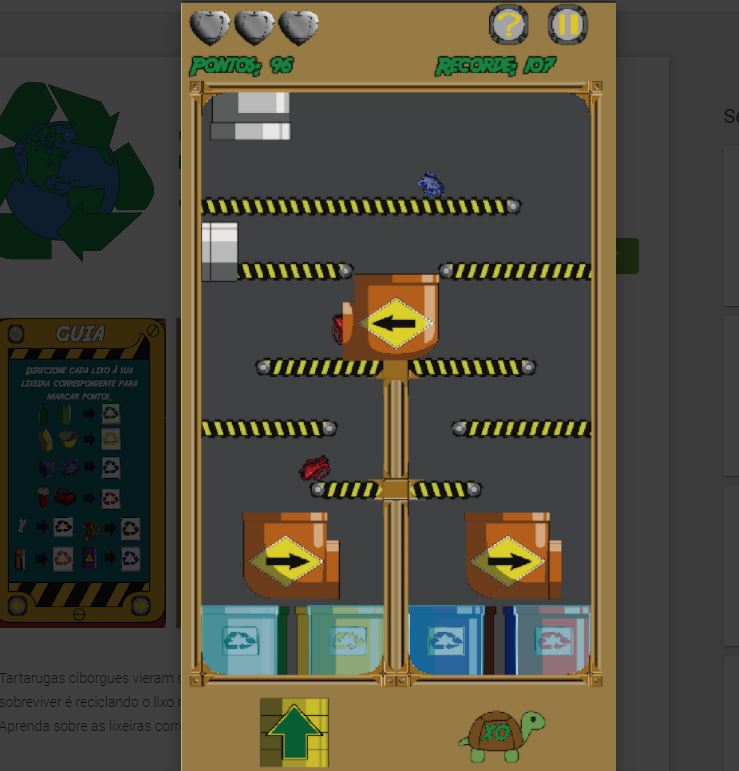 PONTOS: 96
RECORDE: 107
GUIA
DIRECIONE CADA LIXO À SUA
LIXEIRA CORRESPONDENTE PARA
MARCAR PONTOS.
XO
Tartarugas ciborgues vieram
sobreviver é reciclando o lixo
Aprenda sobre as lixeiras